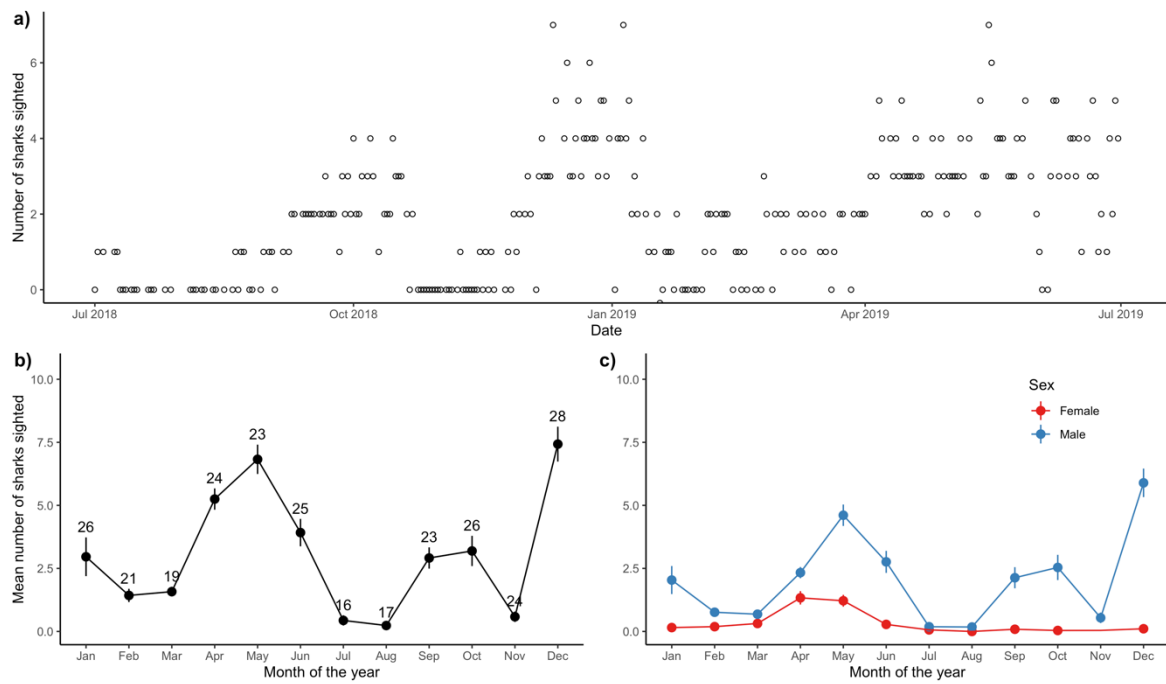 a)
Number of sharks sighted
6
4
2
0
Jul 2018 Oct 2018 Jan 2019 Apr 2019 Jul 2019
Date
b)
Mean number of sharks sighted
10.0
7.5
5.0
2.5
0.0
26 21 19 24 23 25 16 17 23 26 24 28
Jan Feb Mar Apr May Jun Jul Aug Sep Oct Nov Dec
Month of the year
c)
Sex
Female
Male
10.0
7.5
5.0
2.5
0.0
Jan Feb Mar Apr May Jun Jul Aug Sep Oct Nov Dec
Month of the year